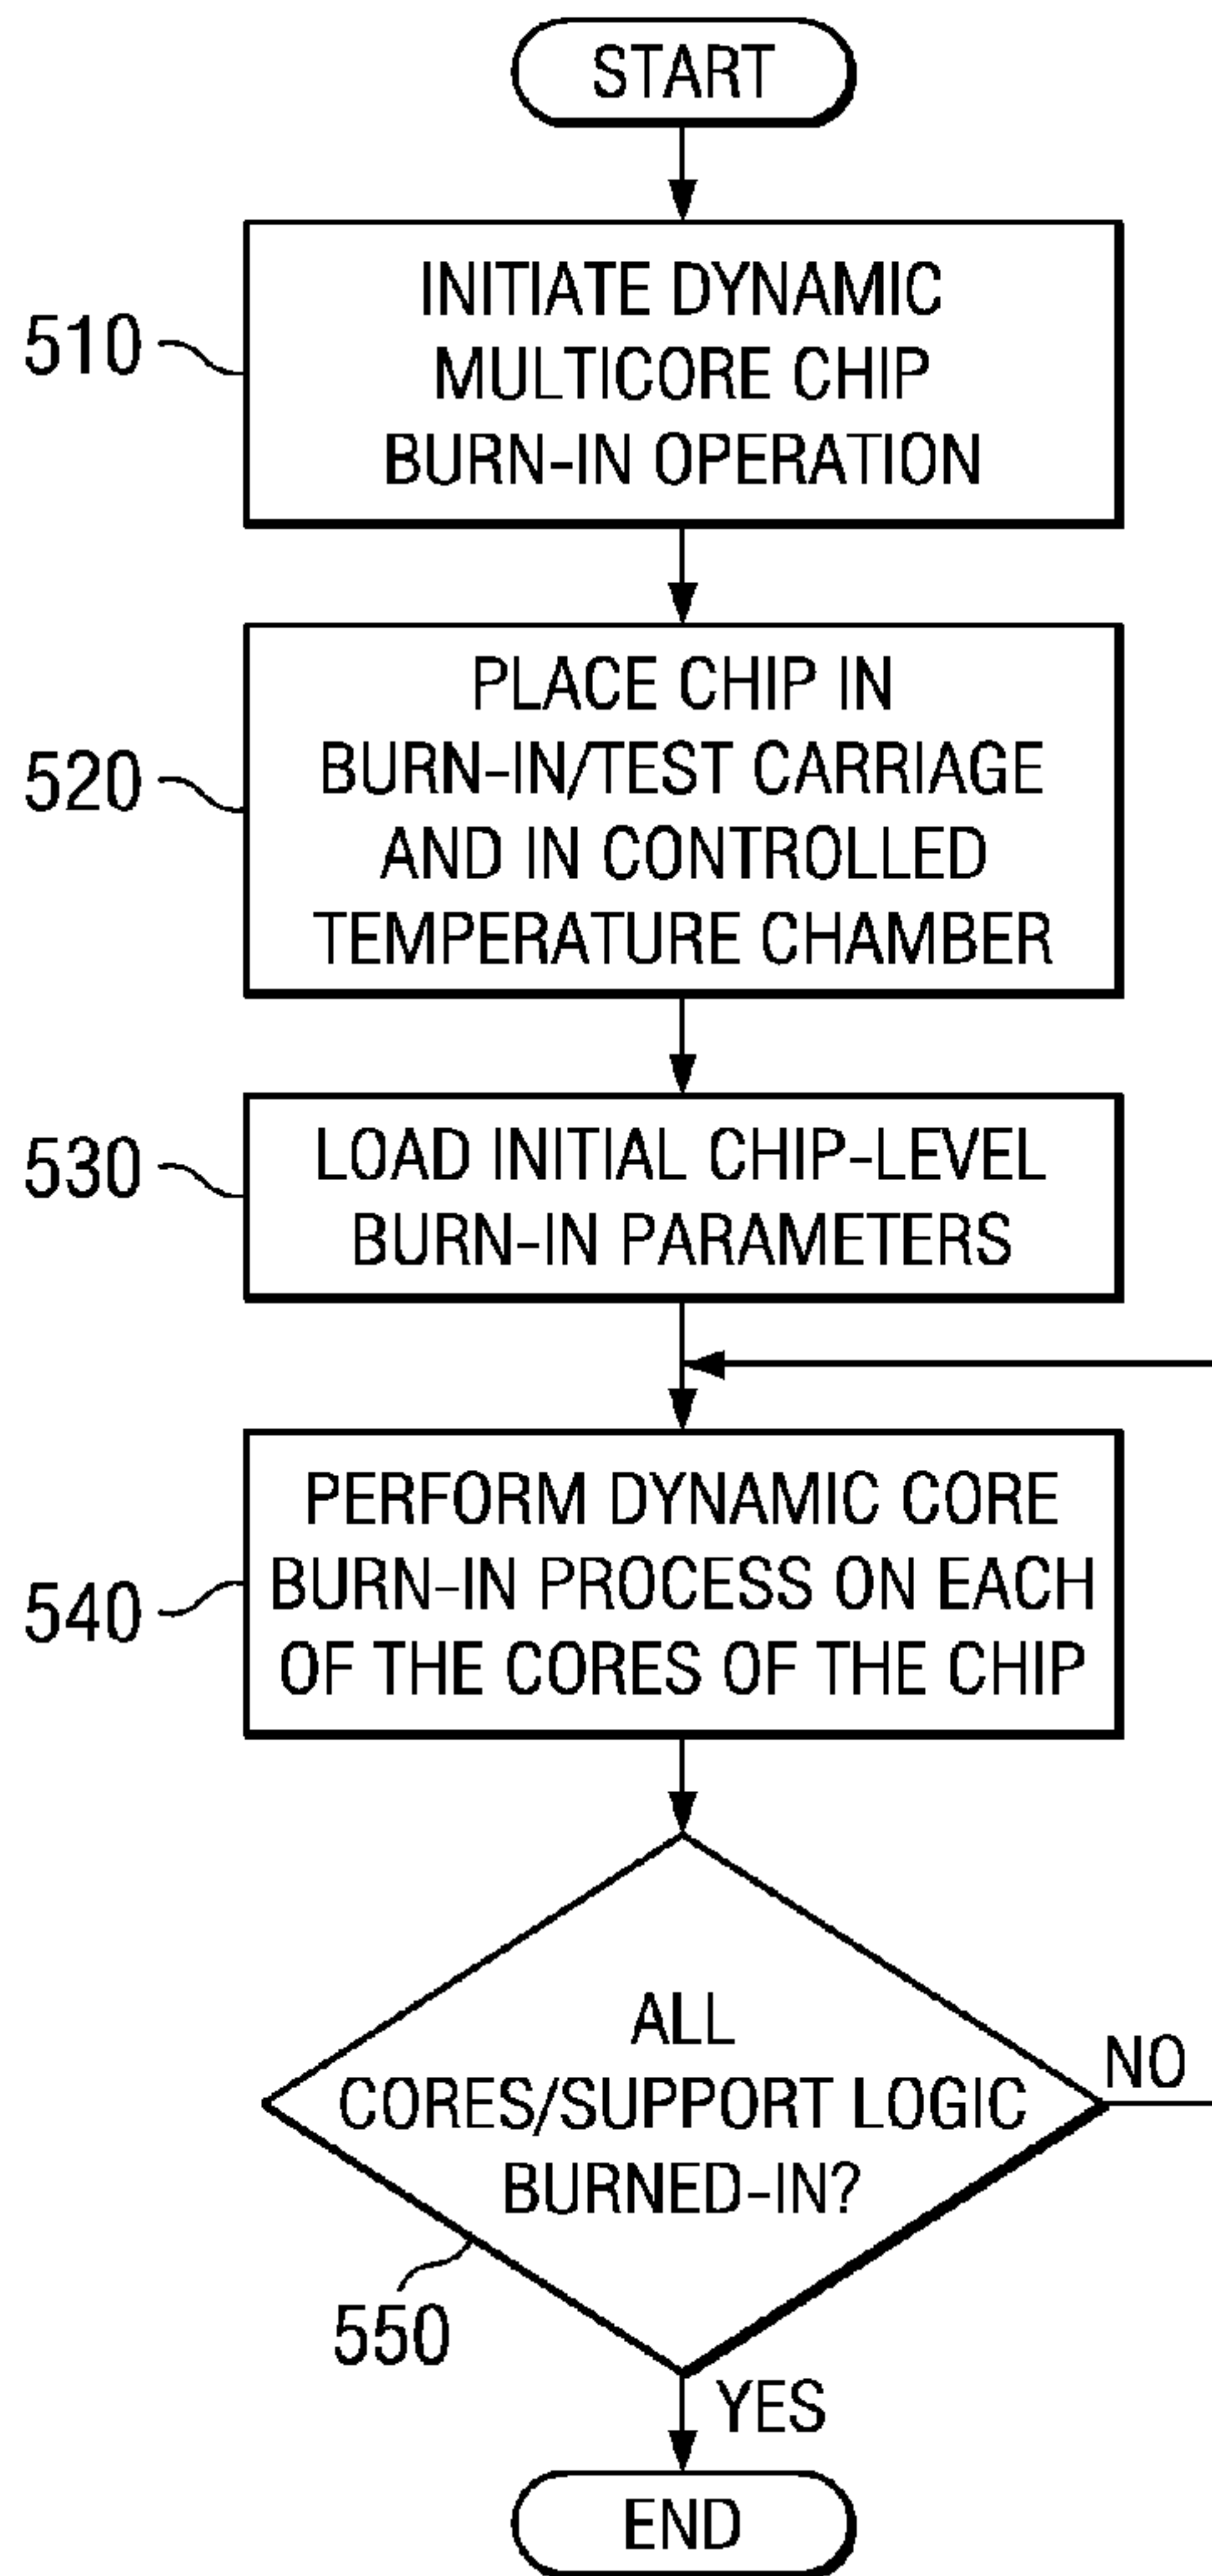 START
INITIATE DYNAMIC
MULTICORE CHIP
BURN-IN OPERATION
510
PLACE CHIP IN
BURN-IN/TEST CARRIAGE
AND IN CONTROLLED
TEMPERATURE CHAMBER
520
LOAD INITIAL CHIP-LEVEL
BURN-IN PARAMETERS
530
PERFORM DYNAMIC CORE
BURN-IN PROCESS ON EACH
OF THE CORES OF THE CHIP
540
ALL
CORES/SUPPORT LOGIC
BURNED-IN?
NO
550
YES
END